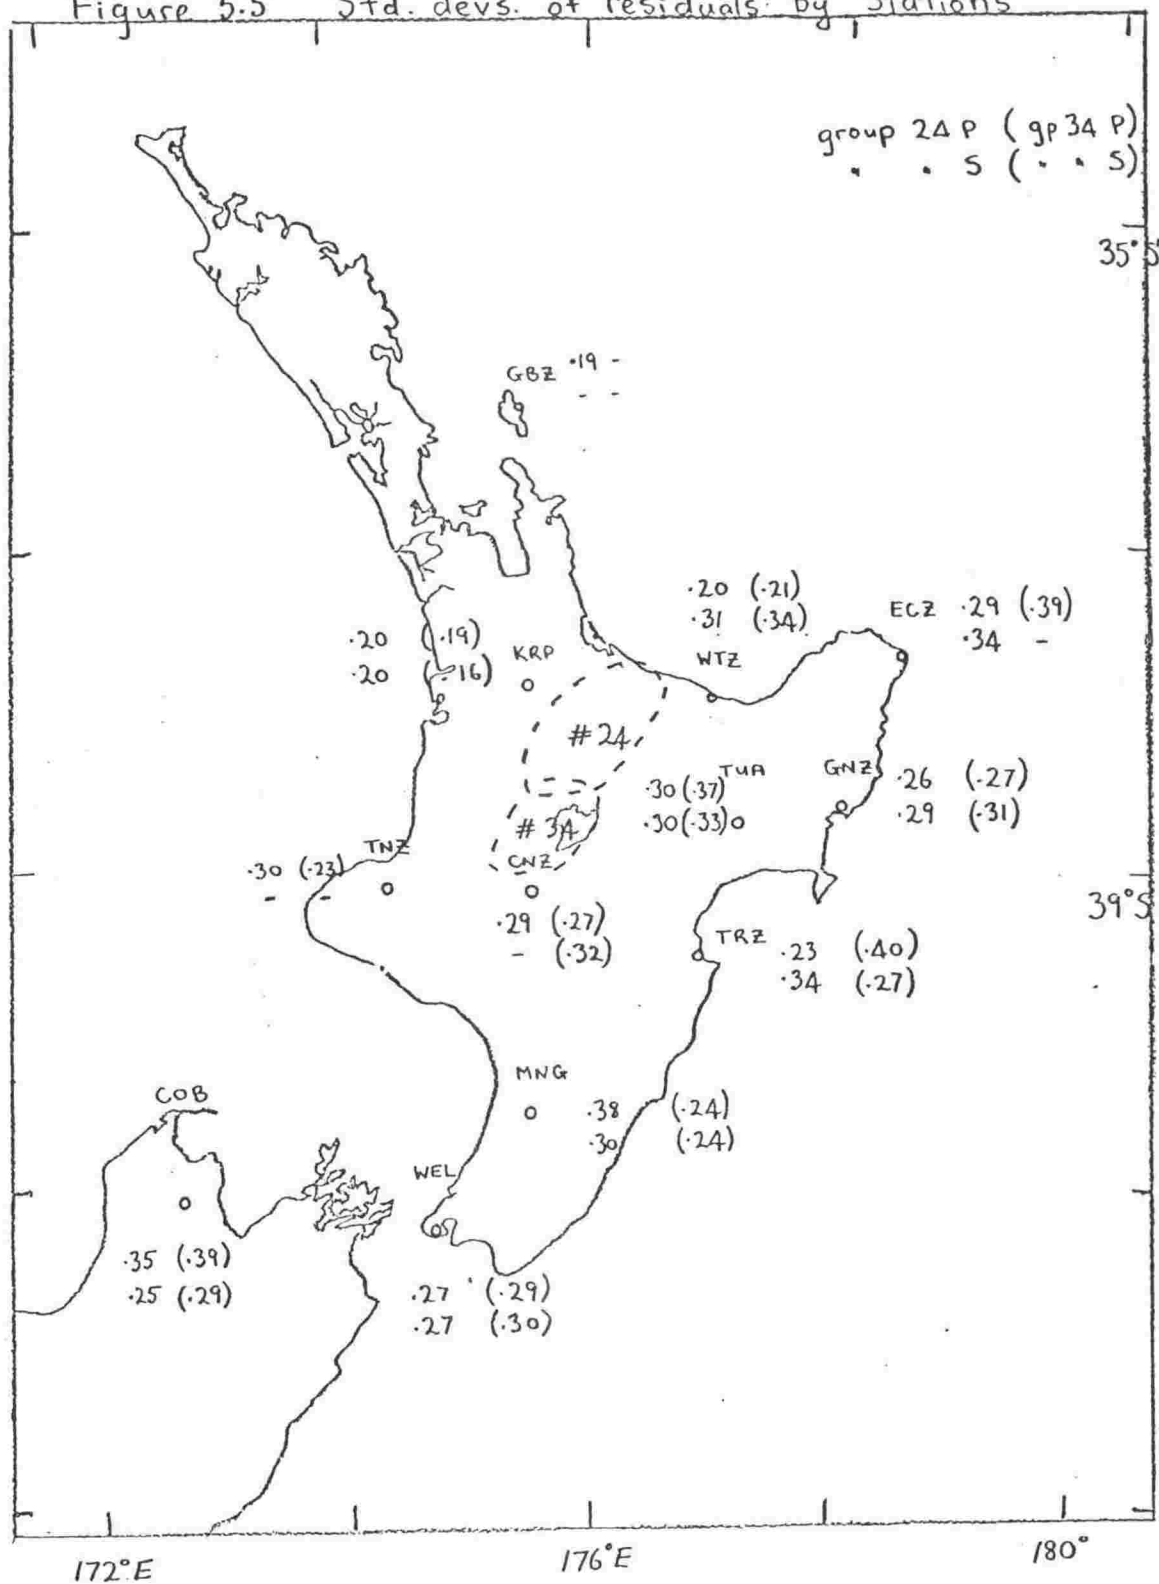 Figure 5.5 Std. devs. of residuals by Stations
group 24 P (gp 34 P)
" " S ( " " S)
35°S
GBZ .19 -
- -
.20 (.21)
.31 (.34)
WTZ
ECZ .29 (.39)
.34 -
.20 (.19)
.20 (.16)
KRP
#24
TUA
.30 (.37)
.30 (.33)
GNZ .26 (.27)
.29 (.31)
#34
TNZ
.30 (.23)
- -
CNZ
.29 (.27)
- (.32)
39°S
TRZ .23 (.40)
.34 (.27)
MNG
.38 (.24)
.30 (.24)
COB
.35 (.39)
.25 (.29)
WEL
.27 (.29)
.27 (.30)
172°E 176°E 180°